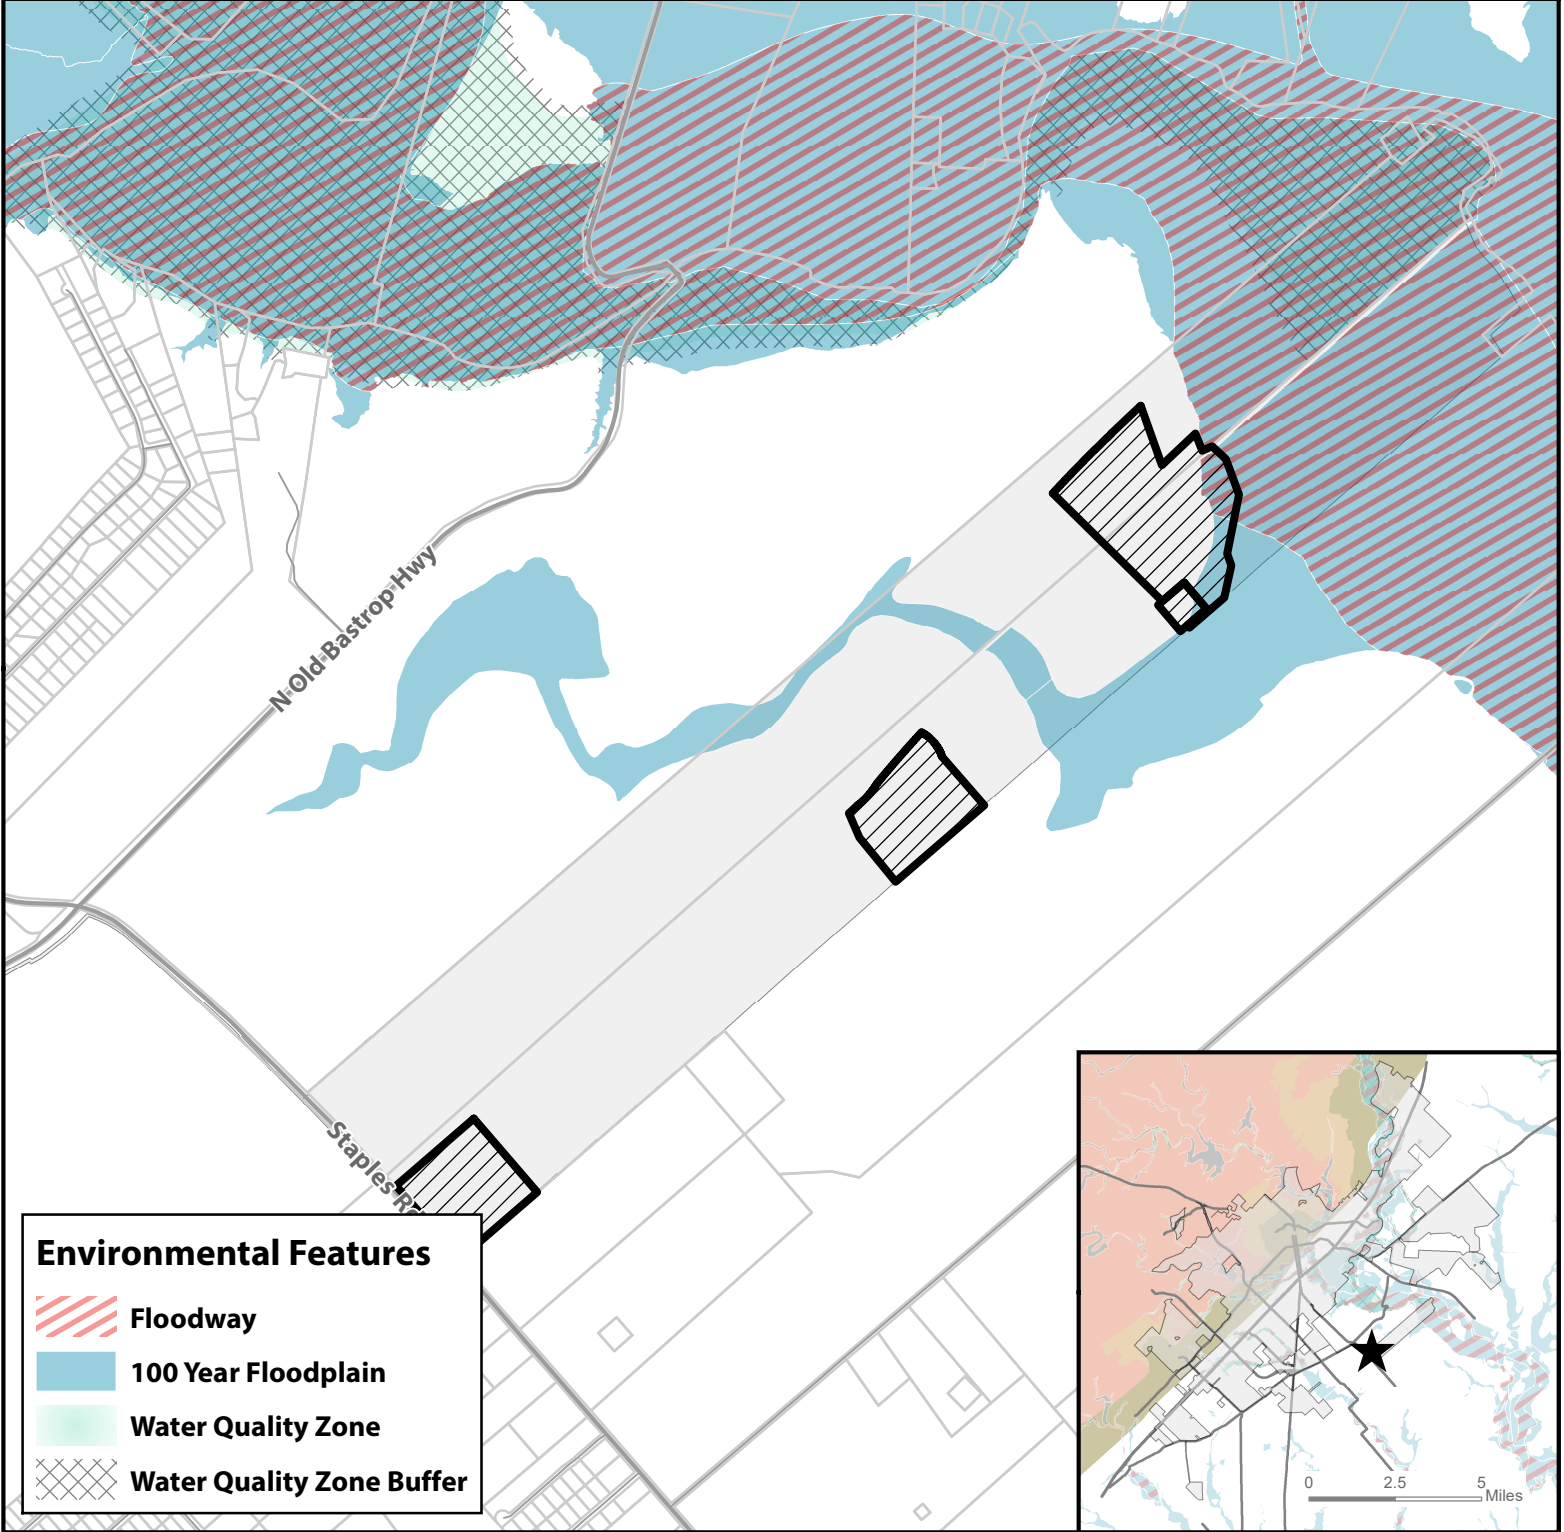 N Old Bastrop Hwy
Staples R
Environmental Features
Floodway
100 Year Floodplain
Water Quality Zone
Water Quality Zone Buffer
0 2.5 5
Miles